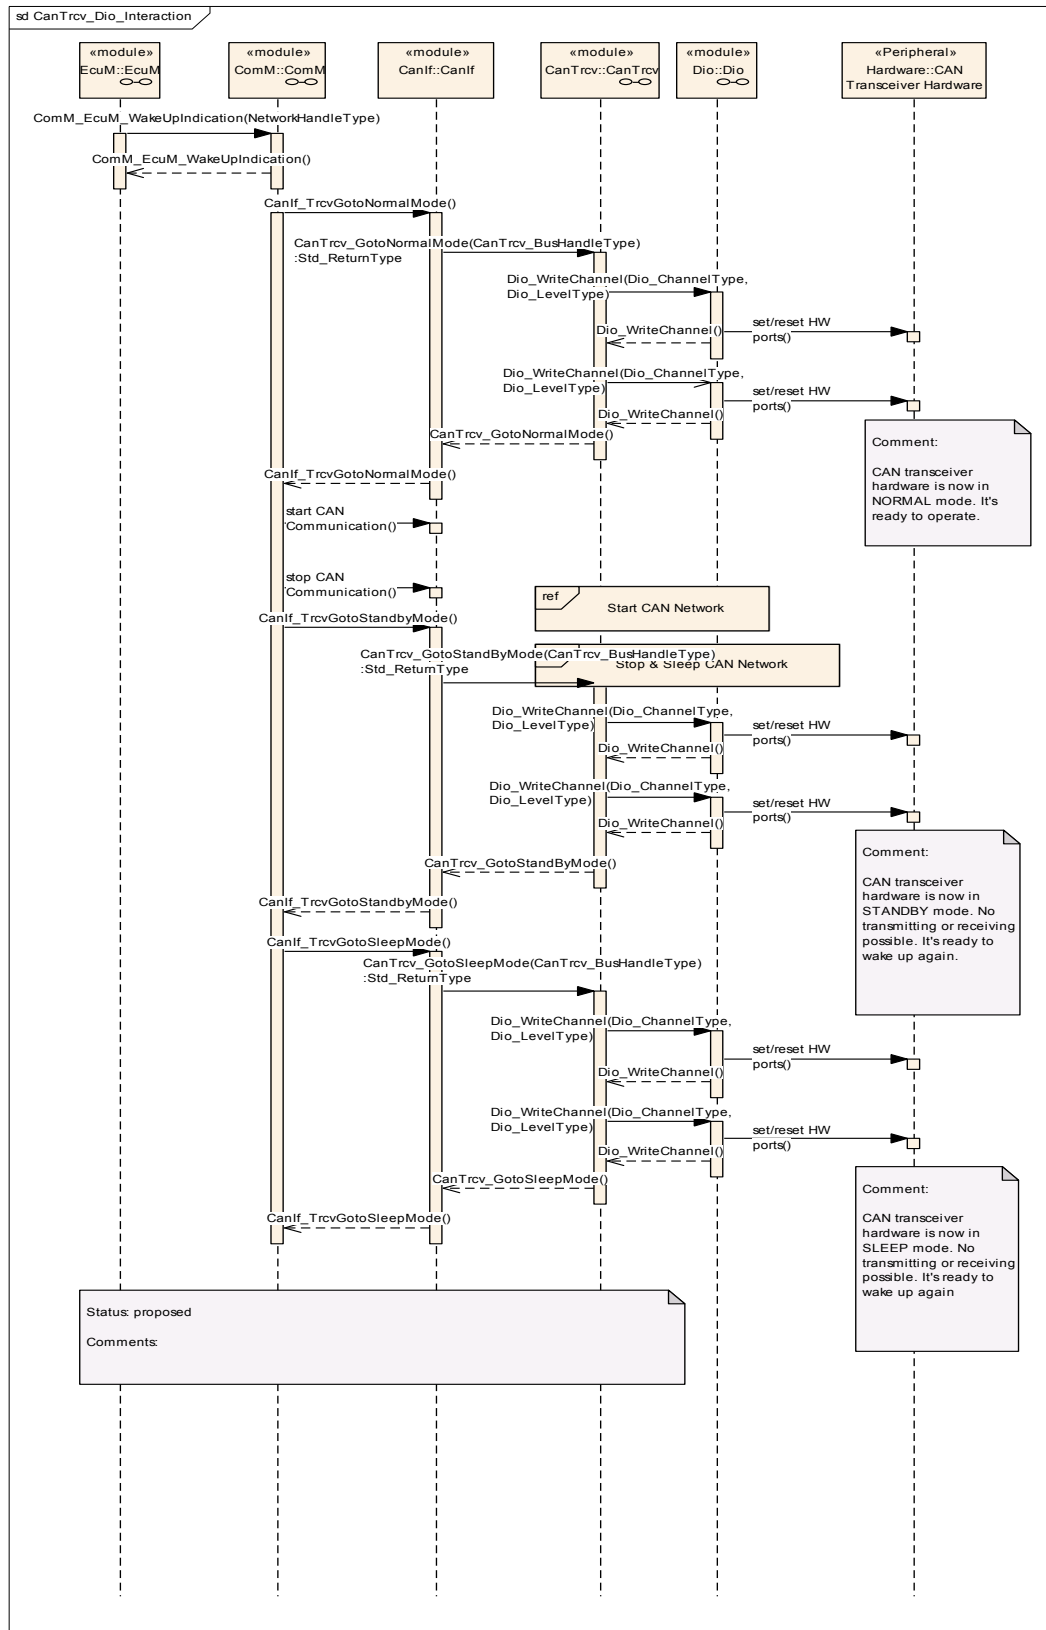 sd CanTrcv_Dio_Interaction
«module»
EcuM::EcuM
«module»
ComM::ComM
«module»
CanIf::CanIf
«module»
CanTrcv::CanTrcv
«module»
Dio::Dio
«Peripheral»
Hardware::CAN
Transceiver Hardware
ComM_EcuM_WakeUpIndication(NetworkHandleType)
ComM_EcuM_WakeUpIndication()
CanIf_TrcvGotoNormalMode()
CanTrcv_GotoNormalMode(CanTrcv_BusHandleType)
:Std_ReturnType
Dio_WriteChannel(Dio_ChannelType,
Dio_LevelType)
set/reset HW
ports()
Dio_WriteChannel()
Dio_WriteChannel(Dio_ChannelType,
Dio_LevelType)
set/reset HW
ports()
Dio_WriteChannel()
CanTrcv_GotoNormalMode()
Comment:
CAN transceiver
hardware is now in
NORMAL mode. It's
ready to operate.
CanIf_TrcvGotoNormalMode()
start CAN
Communication()
stop CAN
Communication()
ref
Start CAN Network
CanIf_TrcvGotoStandbyMode()
CanTrcv_GotoStandByMode(CanTrcv_BusHandleType)
:Std_ReturnType
Stop & Sleep CAN Network
Dio_WriteChannel(Dio_ChannelType,
Dio_LevelType)
set/reset HW
ports()
Dio_WriteChannel()
Dio_WriteChannel(Dio_ChannelType,
Dio_LevelType)
set/reset HW
ports()
Dio_WriteChannel()
CanTrcv_GotoStandByMode()
Comment:
CAN transceiver
hardware is now in
STANDBY mode. No
transmitting or receiving
possible. It's ready to
wake up again.
CanIf_TrcvGotoStandbyMode()
CanIf_TrcvGotoSleepMode()
CanTrcv_GotoSleepMode(CanTrcv_BusHandleType)
:Std_ReturnType
Dio_WriteChannel(Dio_ChannelType,
Dio_LevelType)
set/reset HW
ports()
Dio_WriteChannel()
Dio_WriteChannel(Dio_ChannelType,
Dio_LevelType)
set/reset HW
ports()
Dio_WriteChannel()
CanTrcv_GotoSleepMode()
CanIf_TrcvGotoSleepMode()
Comment:
CAN transceiver
hardware is now in
SLEEP mode. No
transmitting or receiving
possible. It's ready to
wake up again
Status: proposed
Comments: